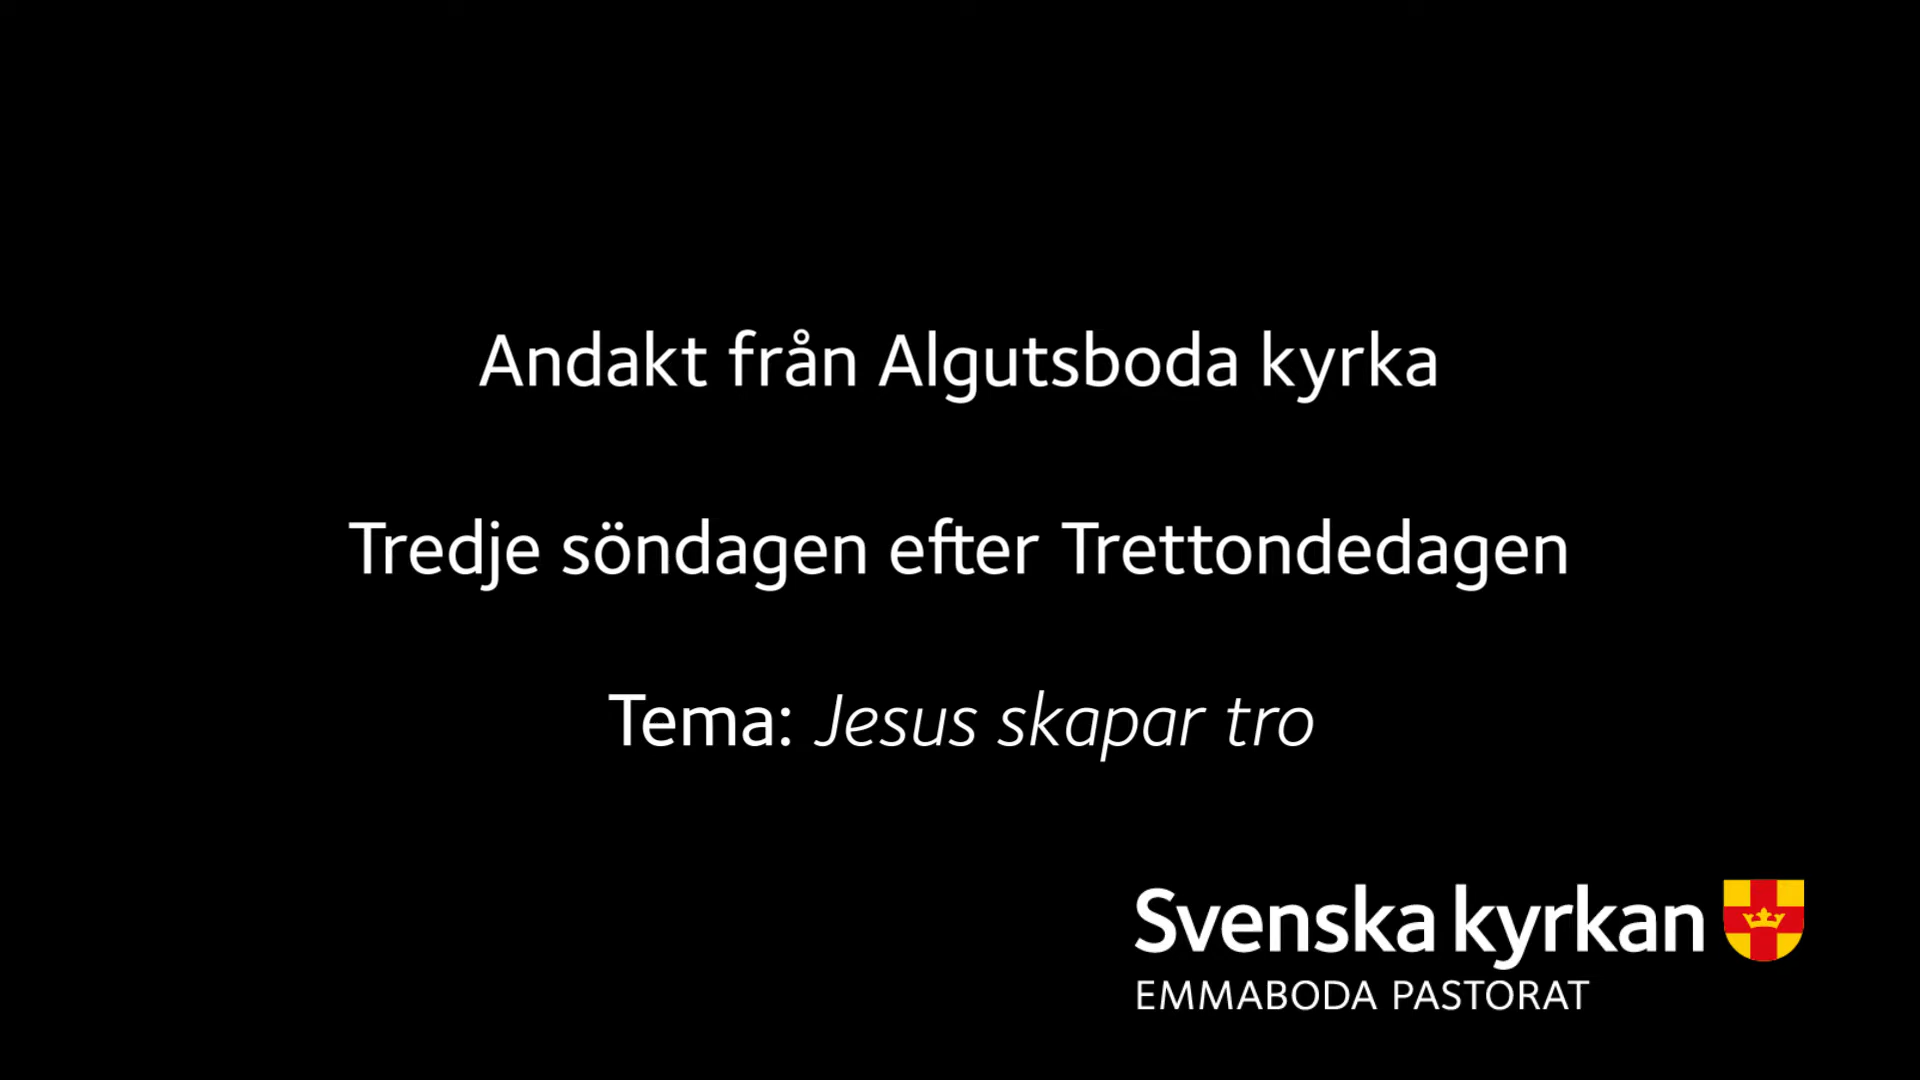 Andakt från Algutsboda kyrka
Tredje söndagen efter Trettondedagen
Tema: Jesus skapar tro
Svenska kyrkan
EMMABODA PASTORAT